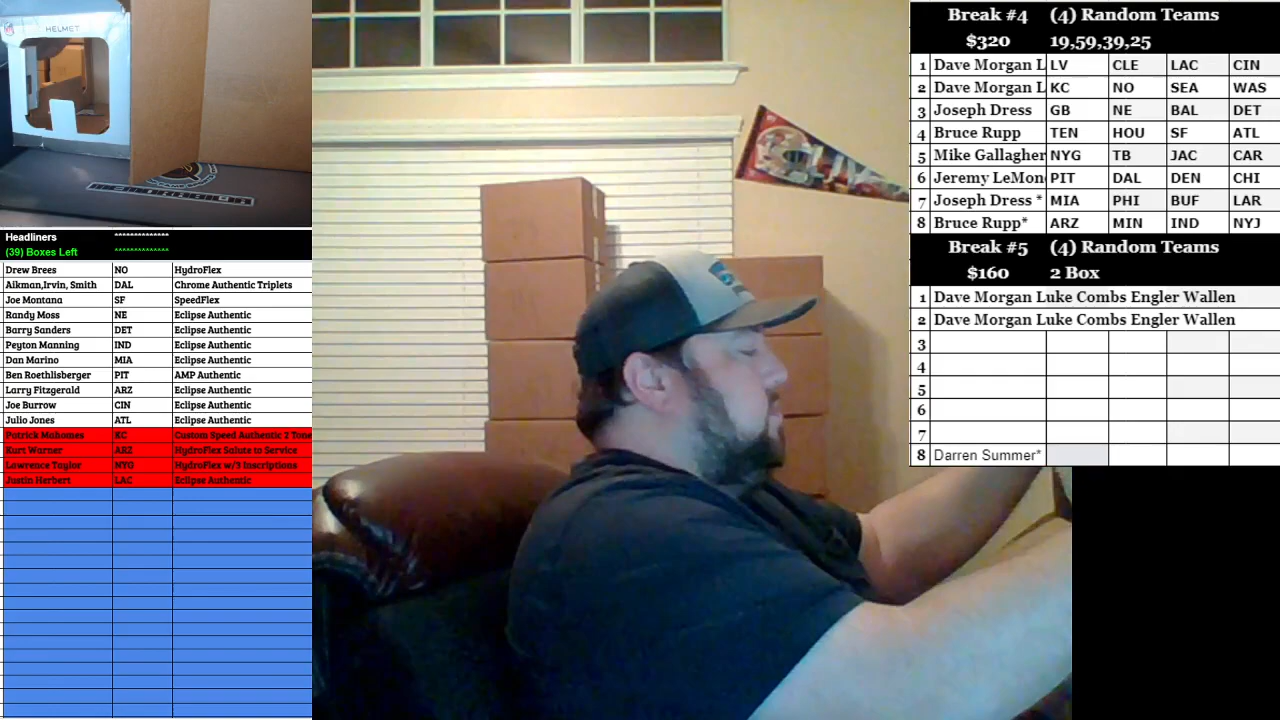 HELMET
Headliners **************
(39) Boxes Left **************
Drew Brees NO HydroFlex
Aikman,Irvin, Smith DAL Chrome Authentic Triplets
Joe Montana SF SpeedFlex
Randy Moss NE Eclipse Authentic
Barry Sanders DET Eclipse Authentic
Peyton Manning IND Eclipse Authentic
Dan Marino MIA Eclipse Authentic
Ben Roethlisberger PIT AMP Authentic
Larry Fitzgerald ARZ Eclipse Authentic
Joe Burrow CIN Eclipse Authentic
Julio Jones ATL Eclipse Authentic
Patrick Mahomes KC Custom Speed Authentic 2 Tone
Kurt Warner ARZ HydroFlex Salute to Service
Lawrence Taylor NYG HydroFlex w/3 Inscriptions
Justin Herbert LAC Eclipse Authentic
Break #4 (4) Random Teams
$320 19,59,39,25
1 Dave Morgan L LV CLE LAC CIN
2 Dave Morgan L KC NO SEA WAS
3 Joseph Dress GB NE BAL DET
4 Bruce Rupp TEN HOU SF ATL
5 Mike Gallagher NYG TB JAC CAR
6 Jeremy LeMon PIT DAL DEN CHI
7 Joseph Dress * MIA PHI BUF LAR
8 Bruce Rupp* ARZ MIN IND NYJ
Break #5 (4) Random Teams
$160 2 Box
1 Dave Morgan Luke Combs Engler Wallen
2 Dave Morgan Luke Combs Engler Wallen
3
4
5
6
7
8 Darren Summer*